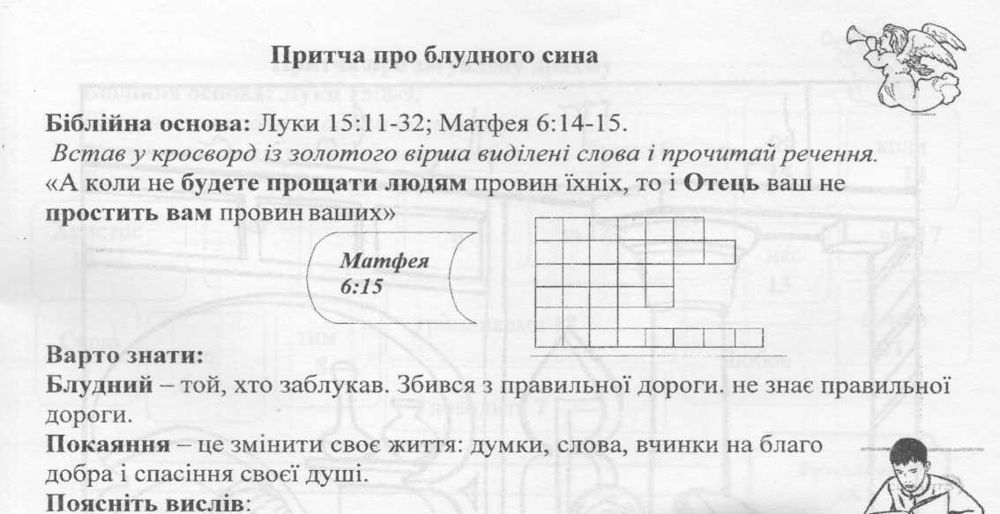 Притча про блудного сина
Біблійна основа: Луки 15:11-32; Матфея 6:14-15.
Встав у кросворд із золотого вірша виділені слова і прочитай речення.
«А коли не будете прощати людям провин їхніх, то і Отець ваш не
простить вам провин ваших»
Матфея
6:15
Варто знати:
Блудний – той, хто заблукав. Збився з правильної дороги. не знає правильної
дороги.
Покаяння – це змінити своє життя: думки, слова, вчинки на благо
добра і спасіння своєї душі.
Поясніть вислів: